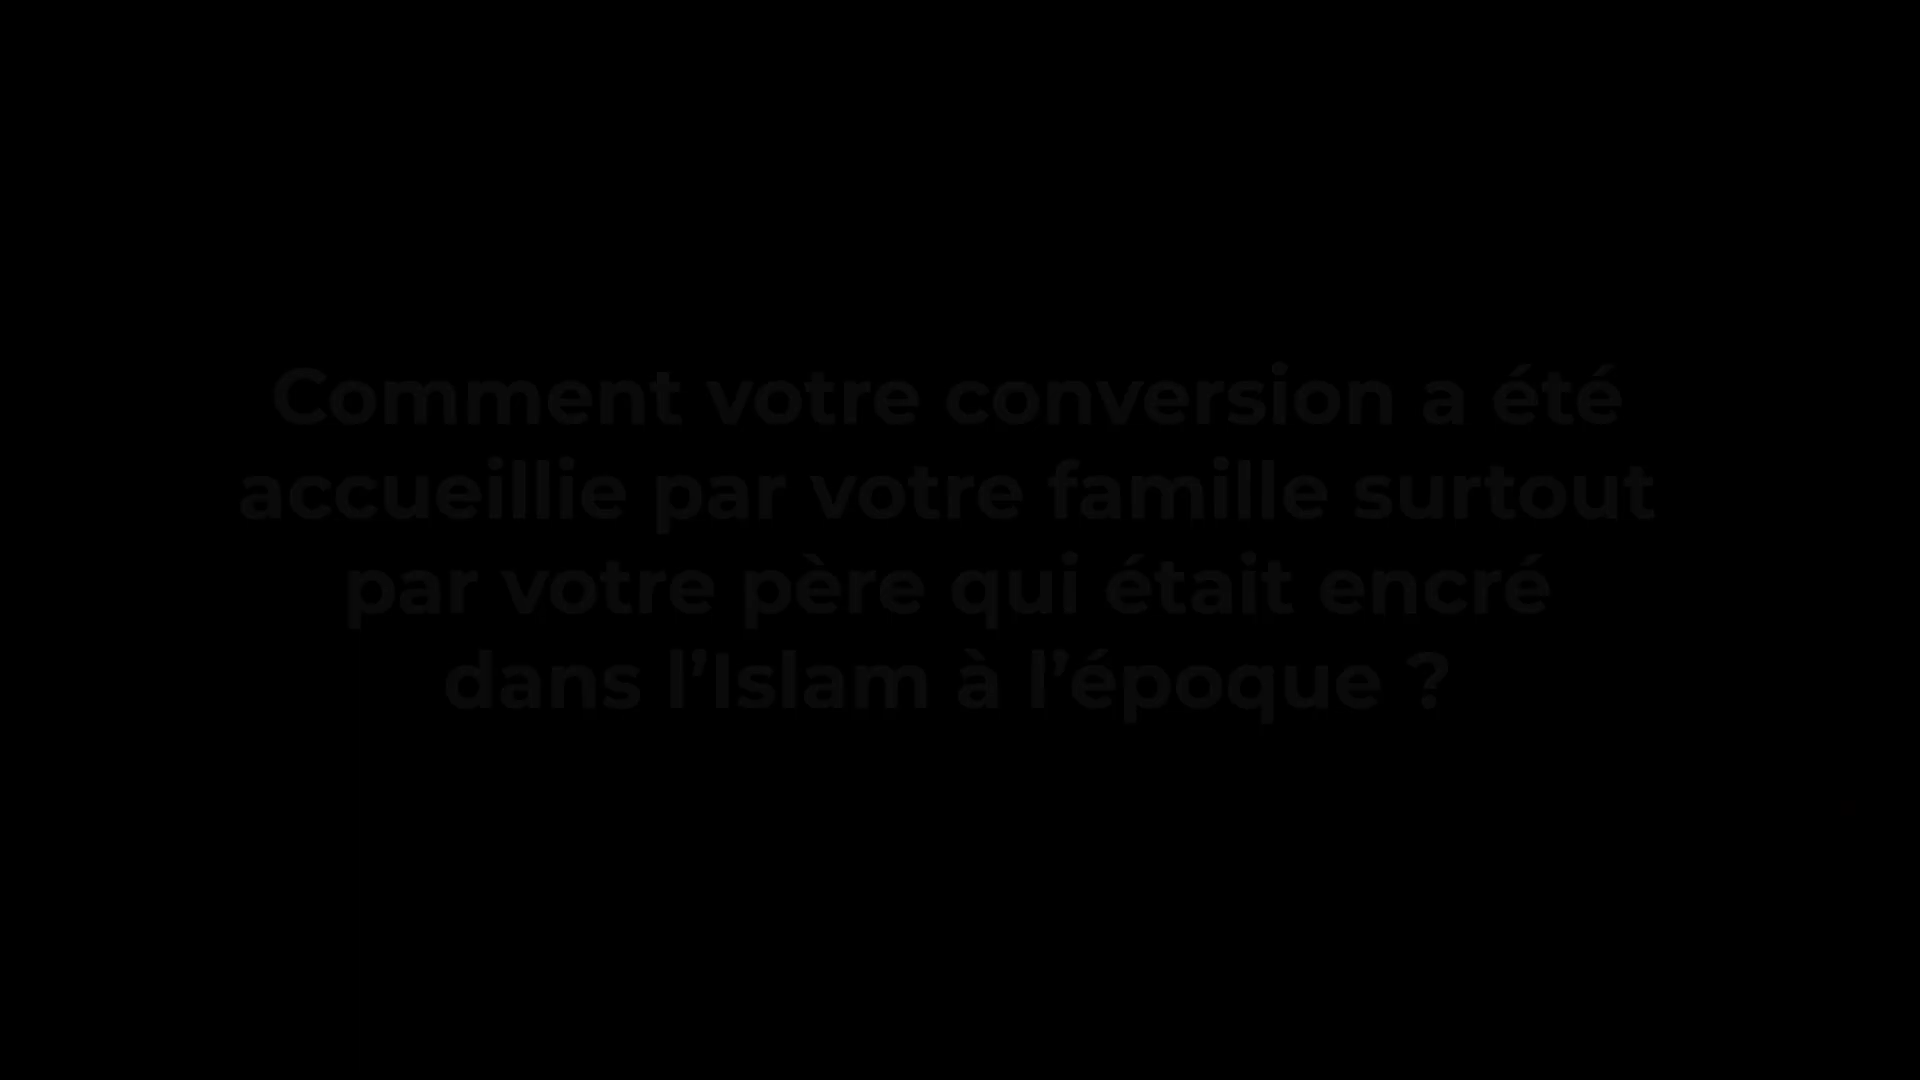 Comment votre conversion a été
accueillie par votre famille surtout
par votre père qui était encré
dans l’Islam à l’époque ?